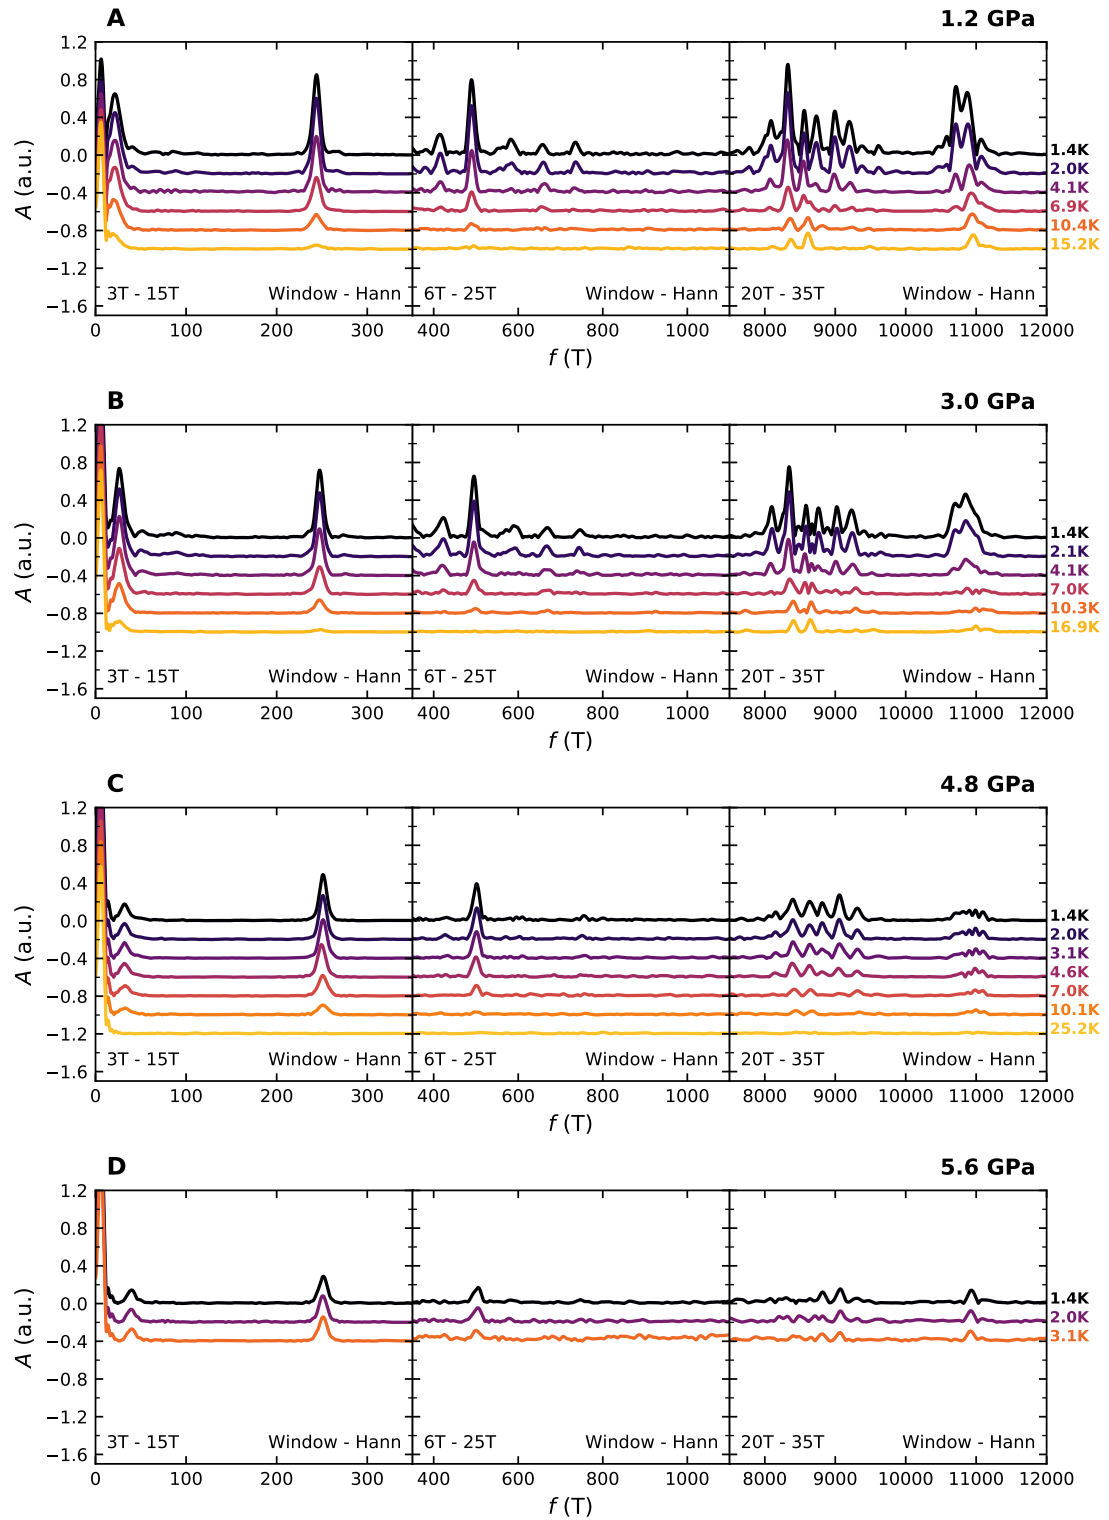 A 1.2 GPa
1.2
0.8
0.4
0.0
−0.4
−0.8
−1.2
−1.6
A (a.u.)
1.4K
2.0K
4.1K
6.9K
10.4K
15.2K
3T - 15T Window - Hann 6T - 25T Window - Hann 20T - 35T Window - Hann
0 100 200 300 400 600 800 1000 8000 9000 10000 11000 12000
f (T)
B 3.0 GPa
1.2
0.8
0.4
0.0
−0.4
−0.8
−1.2
−1.6
A (a.u.)
1.4K
2.1K
4.1K
7.0K
10.3K
16.9K
3T - 15T Window - Hann 6T - 25T Window - Hann 20T - 35T Window - Hann
0 100 200 300 400 600 800 1000 8000 9000 10000 11000 12000
f (T)
C 4.8 GPa
1.2
0.8
0.4
0.0
−0.4
−0.8
−1.2
−1.6
A (a.u.)
1.4K
2.0K
3.1K
4.6K
7.0K
10.1K
25.2K
3T - 15T Window - Hann 6T - 25T Window - Hann 20T - 35T Window - Hann
0 100 200 300 400 600 800 1000 8000 9000 10000 11000 12000
f (T)
D 5.6 GPa
1.2
0.8
0.4
0.0
−0.4
−0.8
−1.2
−1.6
A (a.u.)
1.4K
2.0K
3.1K
3T - 15T Window - Hann 6T - 25T Window - Hann 20T - 35T Window - Hann
0 100 200 300 400 600 800 1000 8000 9000 10000 11000 12000
f (T)